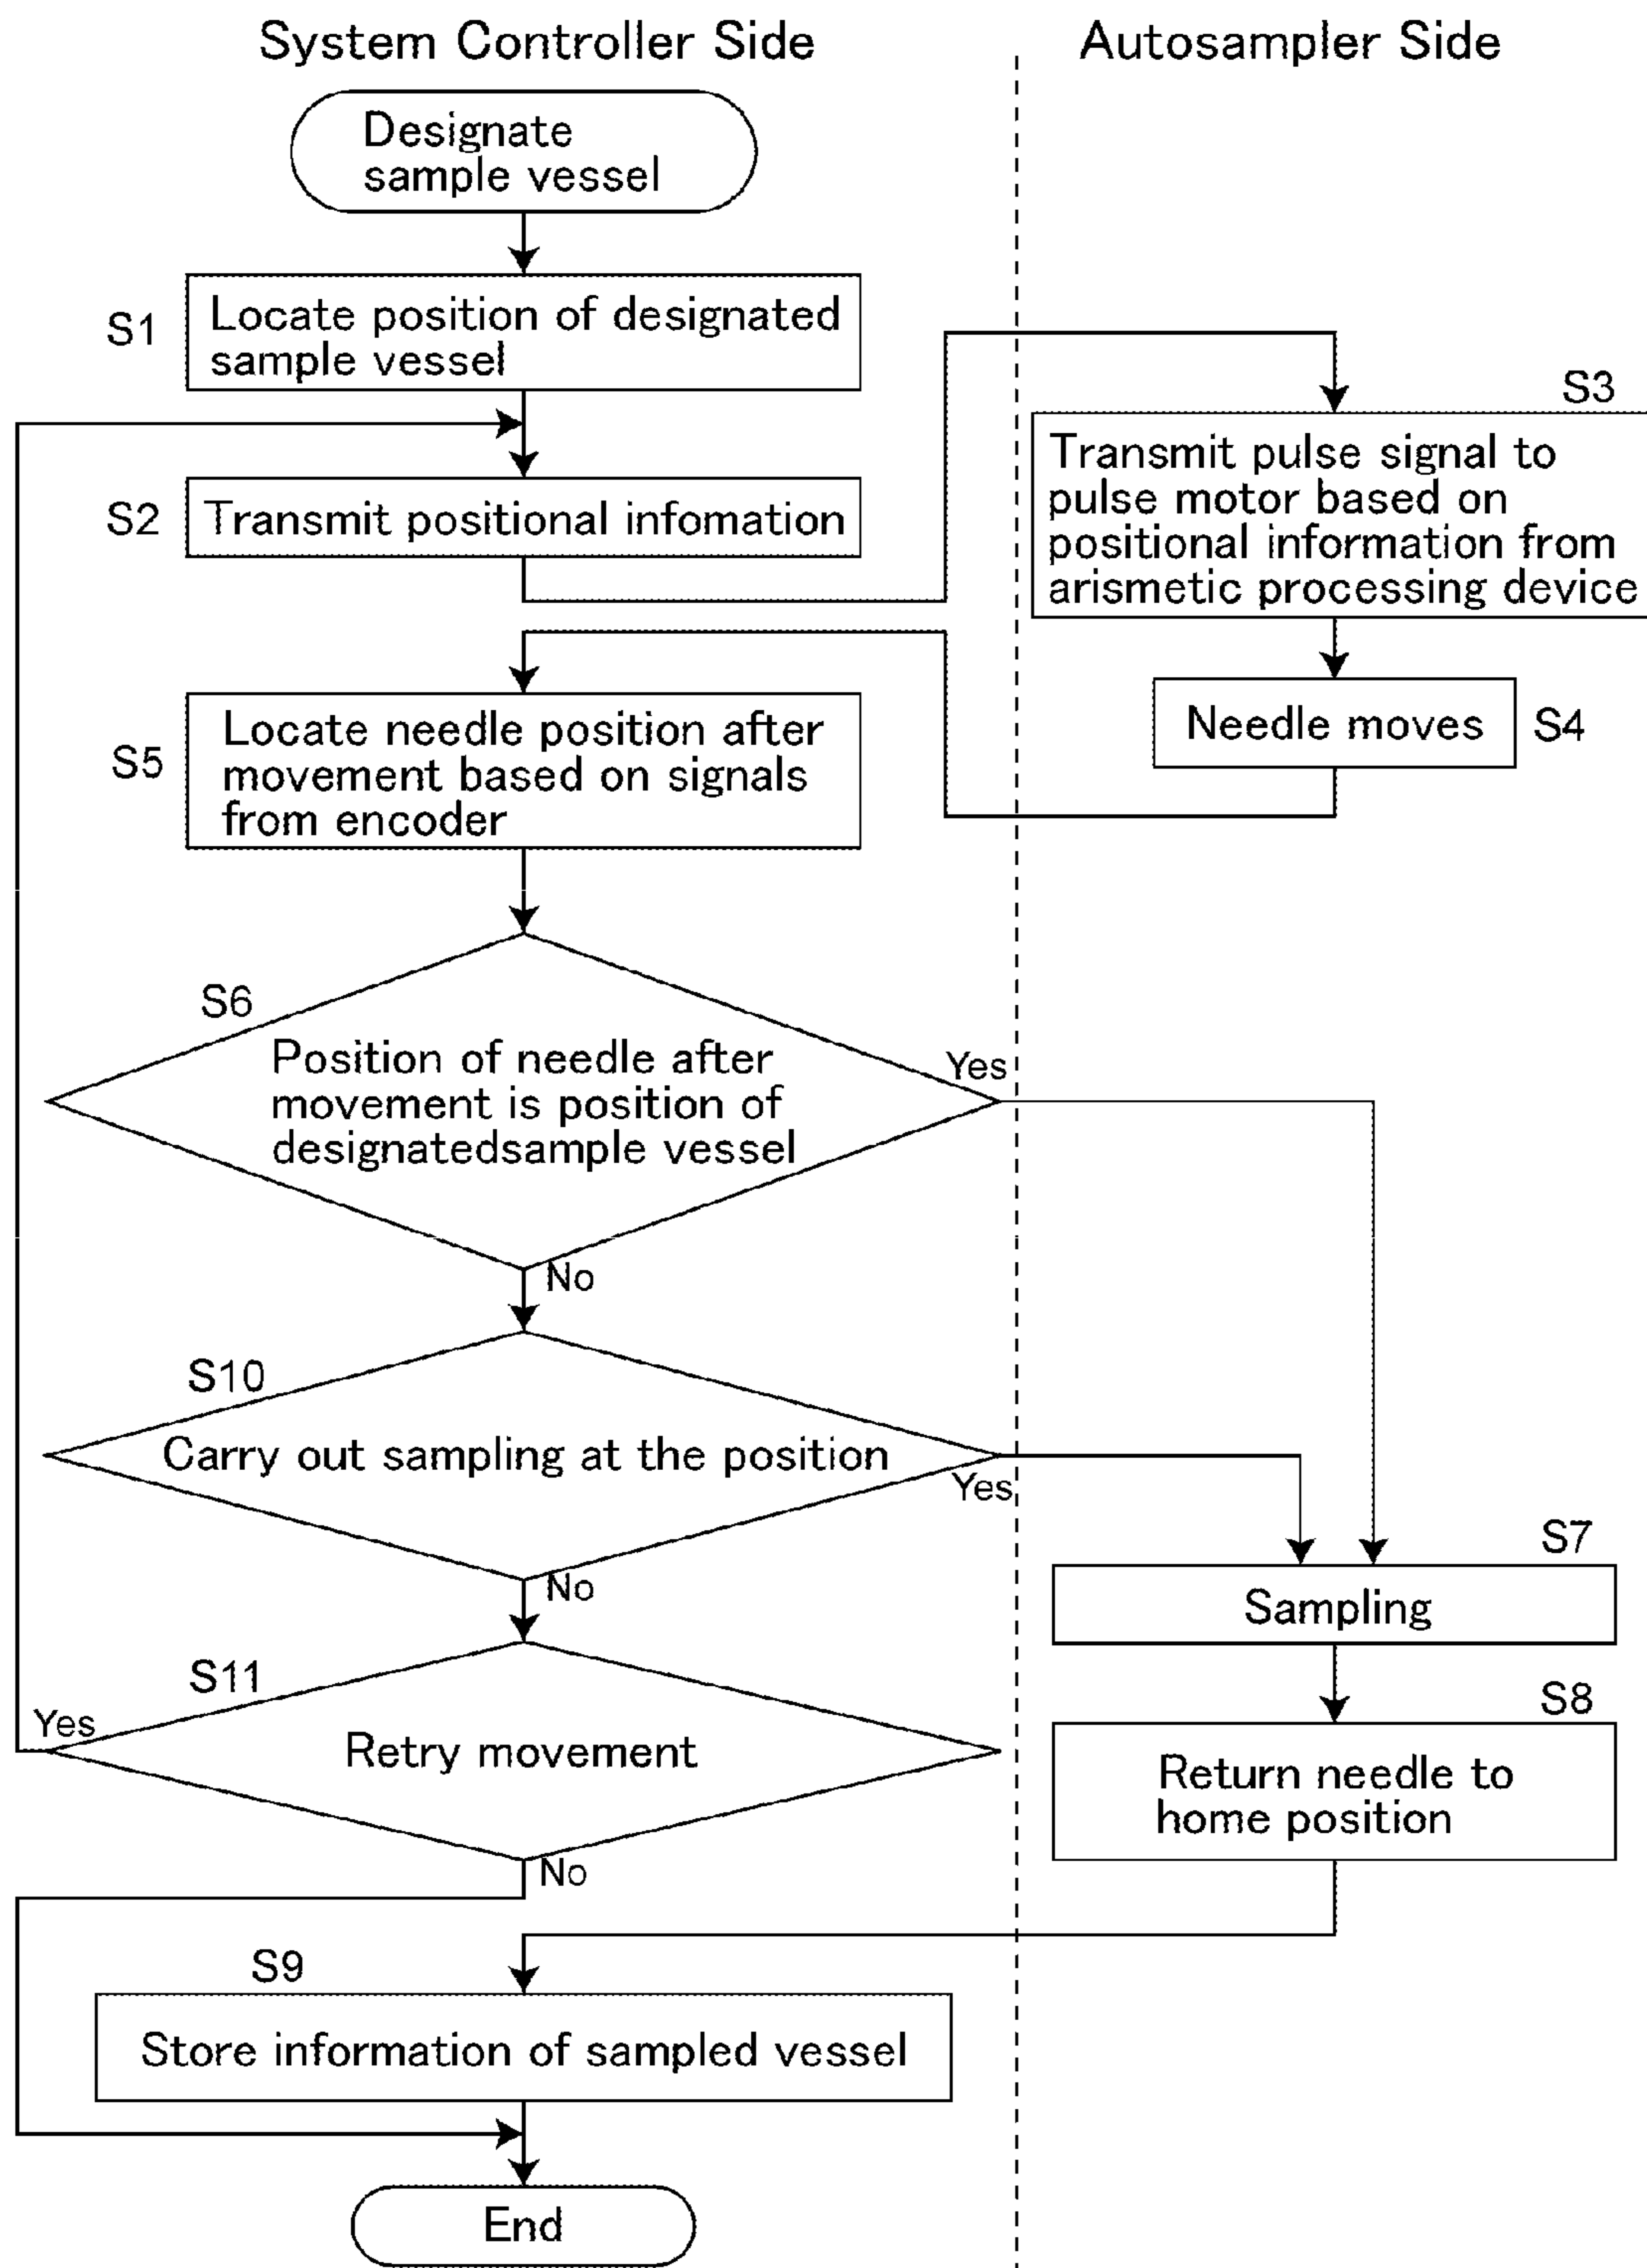 System Controller Side
Autosampler Side
Designate
sample vessel
S1
Locate position of designated
sample vessel
S2
Transmit positional infomation
S3
Transmit pulse signal to
pulse motor based on
positional information from
arismetic processing device
Needle moves
S4
S5
Locate needle position after
movement based on signals
from encoder
S6
Position of needle after
movement is position of
designatedsample vessel
Yes
No
S10
Carry out sampling at the position
Yes
No
S7
Sampling
S11
Yes
Retry movement
No
S8
Return needle to
home position
S9
Store information of sampled vessel
End